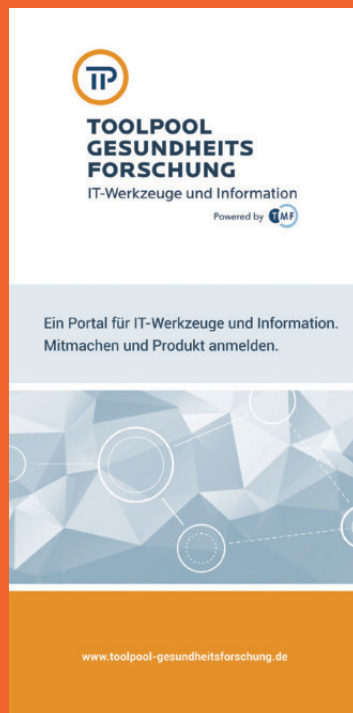 TP
TOOLPOOL
GESUNDHEITS
FORSCHUNG
IT-Werkzeuge und Information
Powered by TMF
Ein Portal für IT-Werkzeuge und Information.
Mitmachen und Produkt anmelden.
www.toolpool-gesundheitsforschung.de